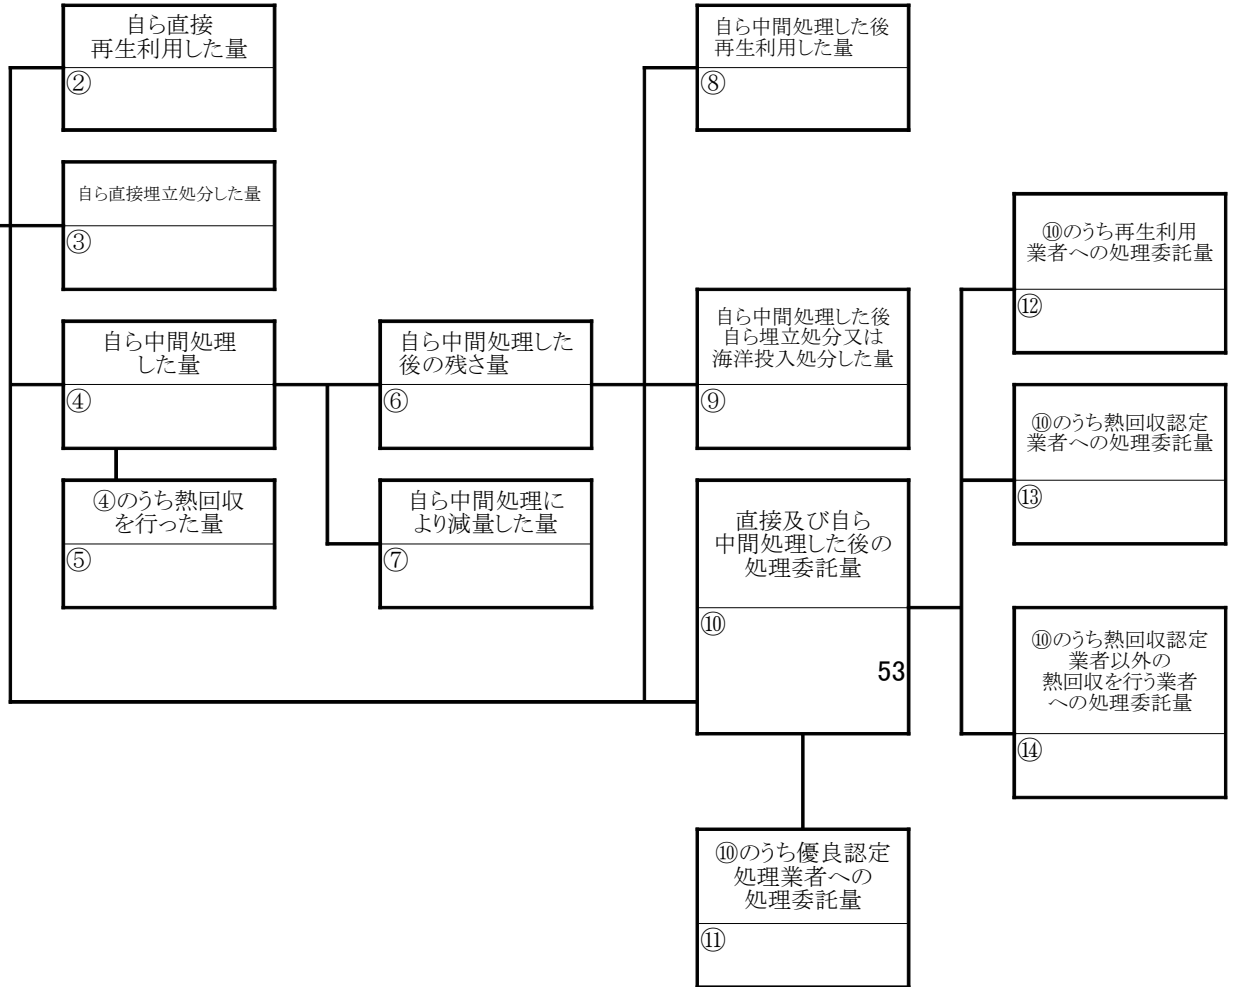 自ら直接
再生利用した量
②
自ら直接埋立処分した量
③
自ら中間処理
した量
④
④のうち熱回収
を行った量
⑤
自ら中間処理した
後の残さ量
⑥
自ら中間処理に
より減量した量
⑦
自ら中間処理した後
再生利用した量
⑧
自ら中間処理した後
自ら埋立処分又は
海洋投入処分した量
⑨
直接及び自ら
中間処理した後の
処理委託量
⑩
53
⑩のうち優良認定
処理業者への
処理委託量
⑪
⑩のうち再生利用
業者への処理委託量
⑫
⑩のうち熱回収認定
業者への処理委託量
⑬
⑩のうち熱回収認定
業者以外の
熱回収を行う業者
への処理委託量
⑭